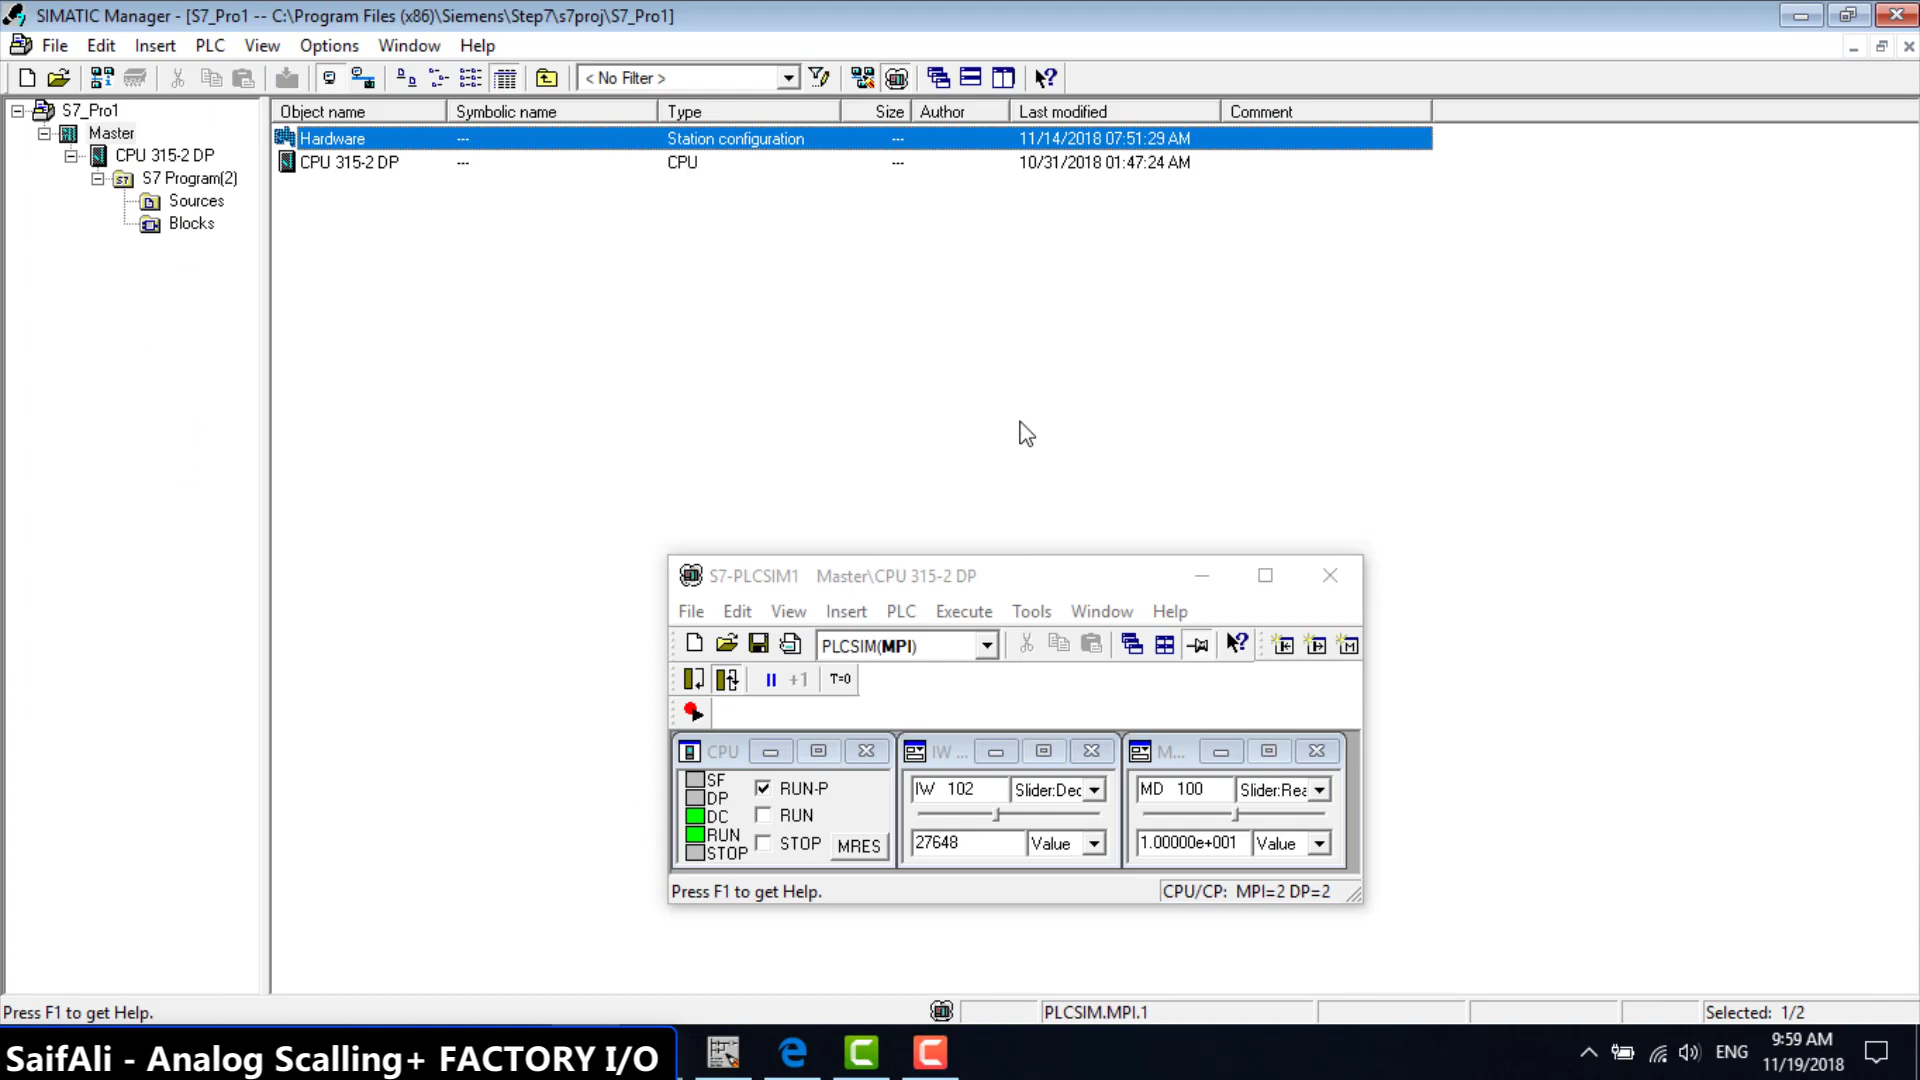 SIMATIC Manager - [S7_Pro1 -- C:\Program Files (x86)\Siemens\Step7\s7proj\S7_Pro1]
File Edit Insert PLC View Options Window Help
< No Filter >
S7_Pro1
Master
CPU 315-2 DP
S7 Program(2)
Sources
Blocks
Object name Symbolic name Type Size Author Last modified Comment
Hardware --- Station configuration --- 11/14/2018 07:51:29 AM
CPU 315-2 DP --- CPU --- 10/31/2018 01:47:24 AM
S7-PLCSIM1 Master\CPU 315-2 DP
File Edit View Insert PLC Execute Tools Window Help
PLCSIM(MPI)
+1 T=0
CPU
SF
DP
DC
RUN
STOP
RUN-P
RUN
STOP
MRES
IW ...
IW 102 Slider:Dec
27648 Value
M...
MD 100 Slider:Rea
1.00000e+001 Value
Press F1 to get Help. CPU/CP: MPI=2 DP=2
Press F1 to get Help. PLCSIM.MPI.1 Selected: 1/2
SaifAli - Analog Scalling+ FACTORY I/O
ENG
9:59 AM
11/19/2018